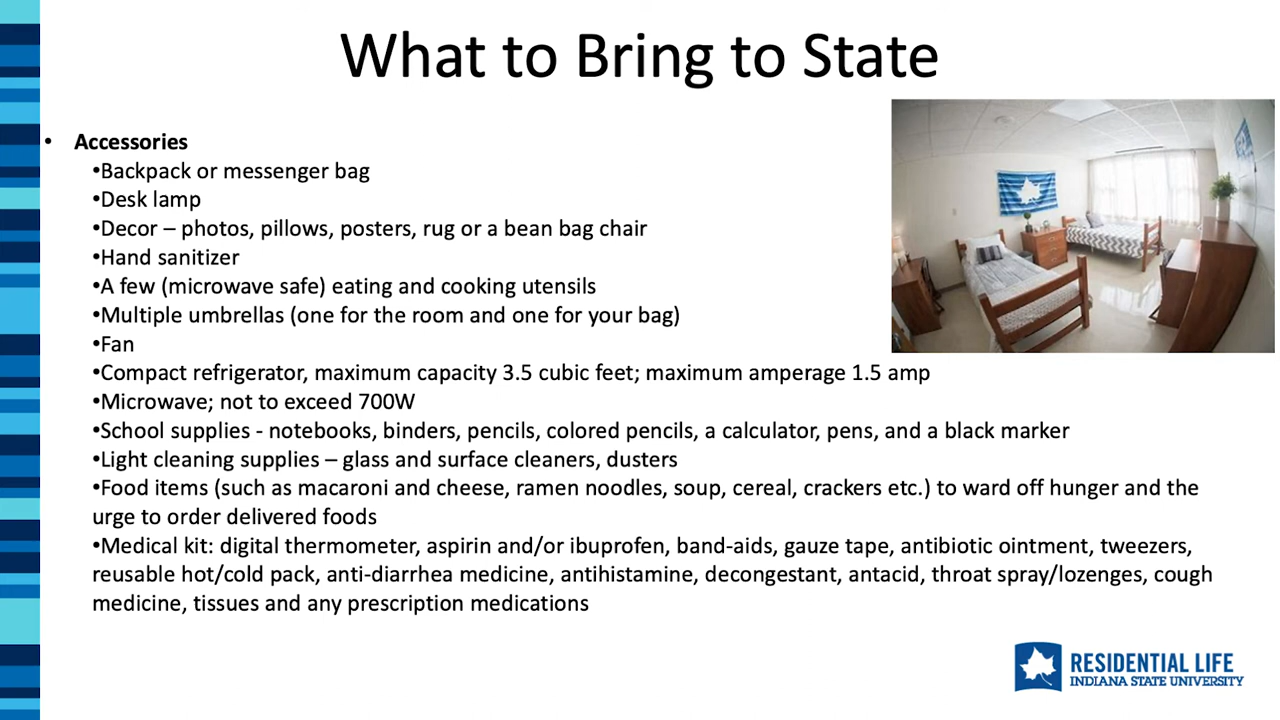 What to Bring to State
• Accessories
•Backpack or messenger bag
•Desk lamp
•Decor – photos, pillows, posters, rug or a bean bag chair
•Hand sanitizer
•A few (microwave safe) eating and cooking utensils
•Multiple umbrellas (one for the room and one for your bag)
•Fan
•Compact refrigerator, maximum capacity 3.5 cubic feet; maximum amperage 1.5 amp
•Microwave; not to exceed 700W
•School supplies - notebooks, binders, pencils, colored pencils, a calculator, pens, and a black marker
•Light cleaning supplies – glass and surface cleaners, dusters
•Food items (such as macaroni and cheese, ramen noodles, soup, cereal, crackers etc.) to ward off hunger and the
urge to order delivered foods
•Medical kit: digital thermometer, aspirin and/or ibuprofen, band-aids, gauze tape, antibiotic ointment, tweezers,
reusable hot/cold pack, anti-diarrhea medicine, antihistamine, decongestant, antacid, throat spray/lozenges, cough
medicine, tissues and any prescription medications
RESIDENTIAL LIFE
INDIANA STATE UNIVERSITY